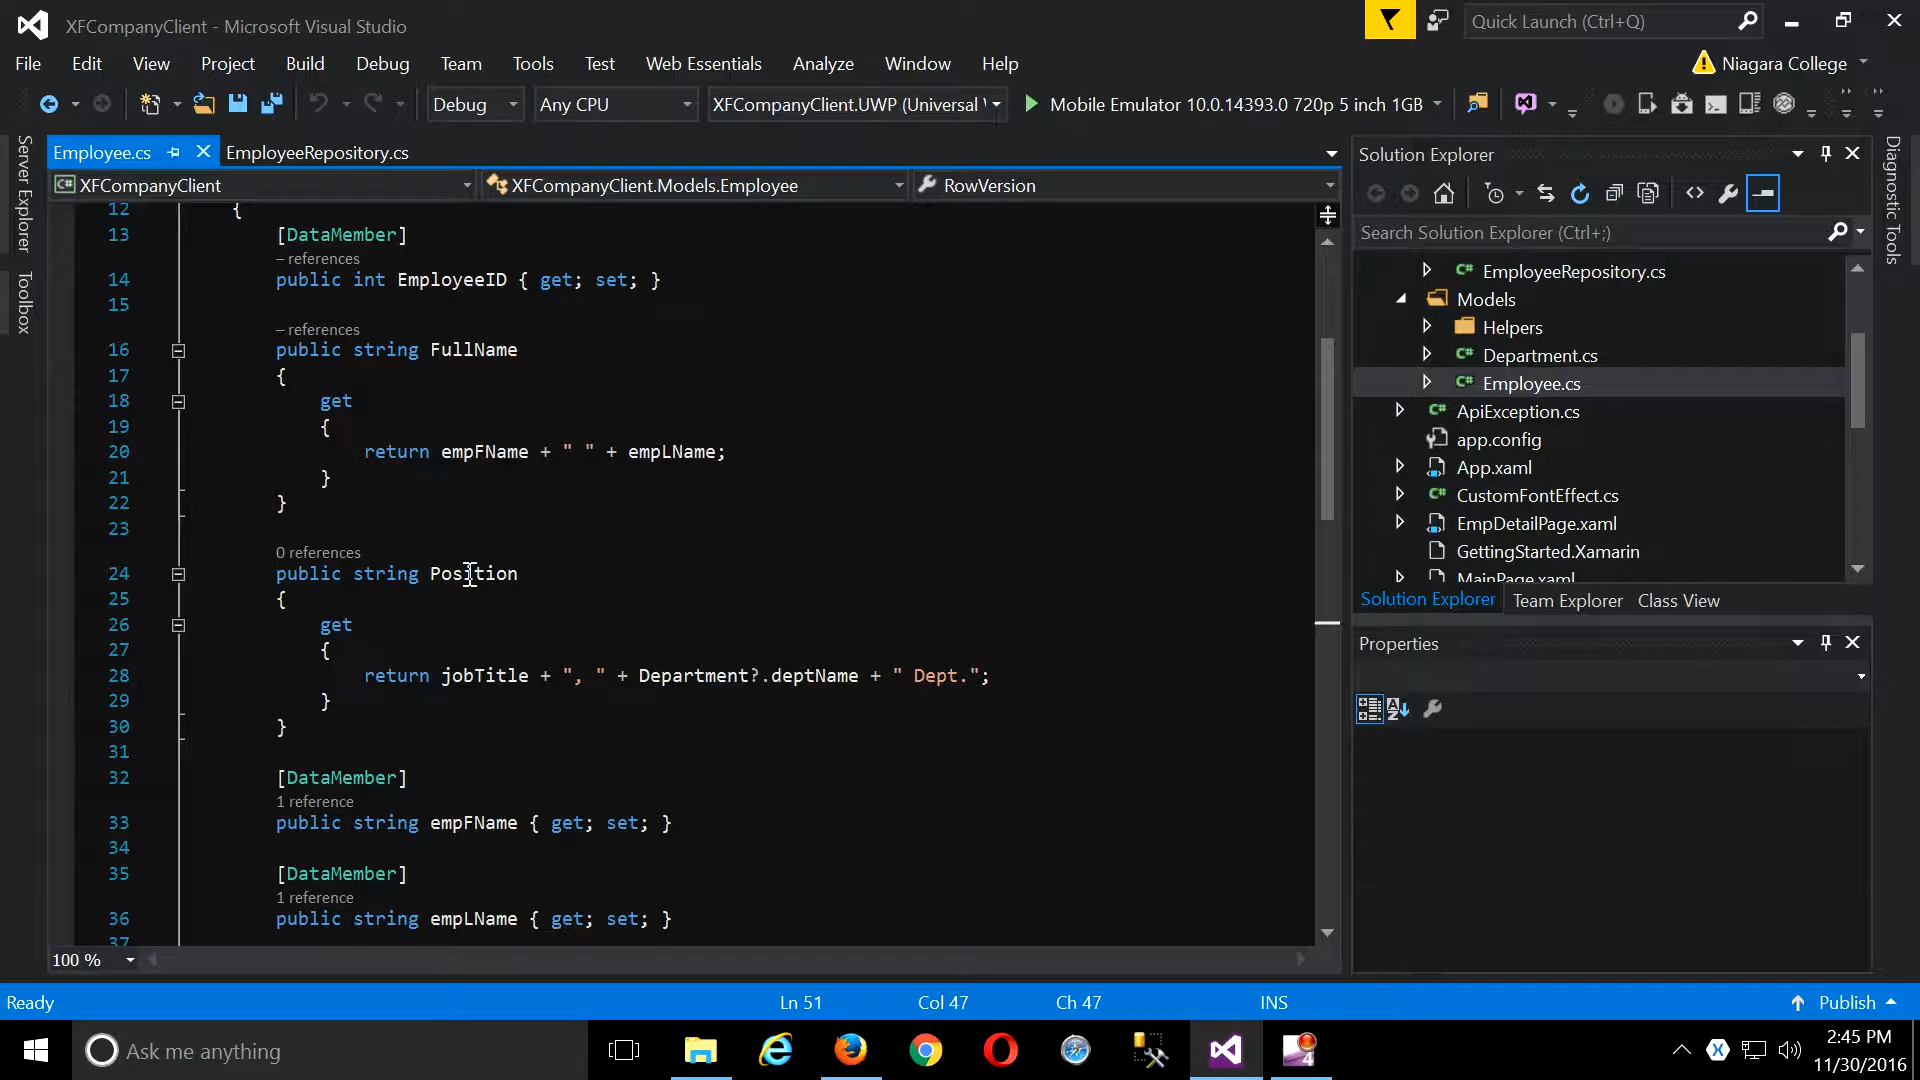 XFCompanyClient - Microsoft Visual Studio
Quick Launch (Ctrl+Q)
File Edit View Project Build Debug Team Tools Test Web Essentials Analyze Window Help
Niagara College
Debug Any CPU XFCompanyClient.UWP (Universal Mobile Emulator 10.0.14393.0 720p 5 inch 1GB
Server Explorer
Toolbox
Employee.cs EmployeeRepository.cs
XFCompanyClient XFCompanyClient.Models.Employee RowVersion
12 {
13 [DataMember]
– references
14 public int EmployeeID { get; set; }
15
– references
16 public string FullName
17 {
18 get
19 {
20 return empFName + " " + empLName;
21 }
22 }
23
0 references
24 public string Position
25 {
26 get
27 {
28 return jobTitle + ", " + Department?.deptName + " Dept.";
29 }
30 }
31
32 [DataMember]
1 reference
33 public string empFName { get; set; }
34
35 [DataMember]
1 reference
36 public string empLName { get; set; }
37
100 %
Solution Explorer
Search Solution Explorer (Ctrl+;)
EmployeeRepository.cs
Models
Helpers
Department.cs
Employee.cs
ApiException.cs
app.config
App.xaml
CustomFontEffect.cs
EmpDetailPage.xaml
GettingStarted.Xamarin
MainPage.xaml
Solution Explorer Team Explorer Class View
Properties
Diagnostic Tools
Ready Ln 51 Col 47 Ch 47 INS Publish
Ask me anything
2:45 PM
11/30/2016